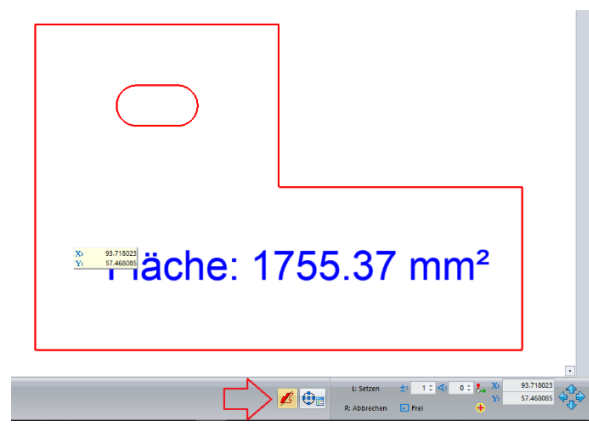 X: 93.718023
Y: 57.468085
Fläche: 1755.37 mm²
L: Setzen ±: 1 ∢: 0 X: 93.718023
Y: 57.468085
R: Abbrechen Frei